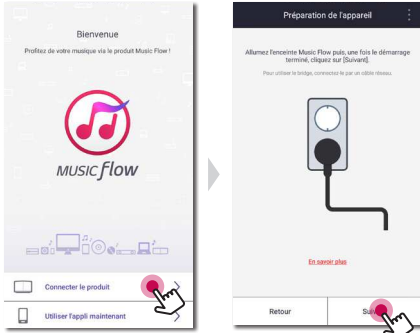 Bienvenue
Profitez de votre musique via le produit Music Flow !
MUSIC flow
Connecter le produit
Utiliser l'appli maintenant
Préparation de l'appareil
Allumez l'enceinte Music Flow puis, une fois le démarrage
terminé, cliquez sur [Suivant].
Pour utiliser le bridge, connectez-le par un câble réseau.
En savoir plus
Retour